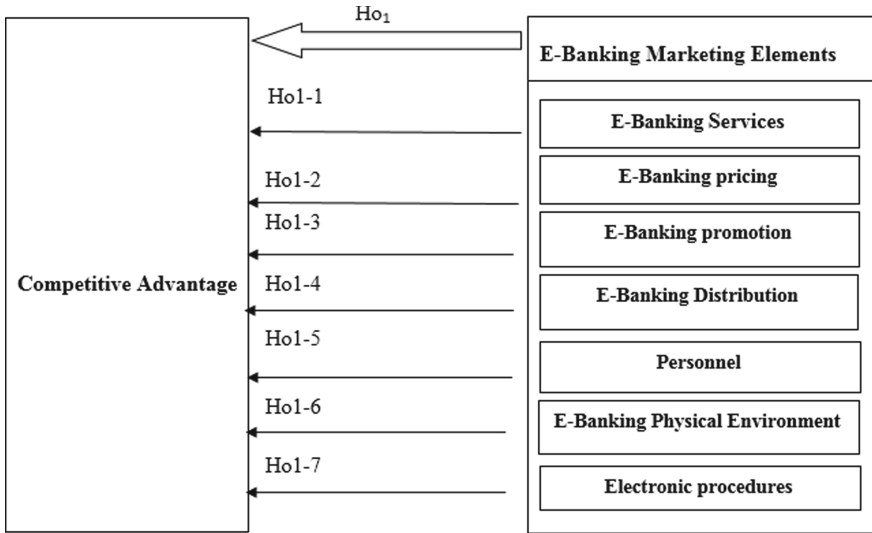 Ho₁
E-Banking Marketing Elements
Ho1-1
E-Banking Services
Ho1-2
E-Banking pricing
Ho1-3
E-Banking promotion
Competitive Advantage
Ho1-4
E-Banking Distribution
Ho1-5
Personnel
Ho1-6
E-Banking Physical Environment
Ho1-7
Electronic procedures